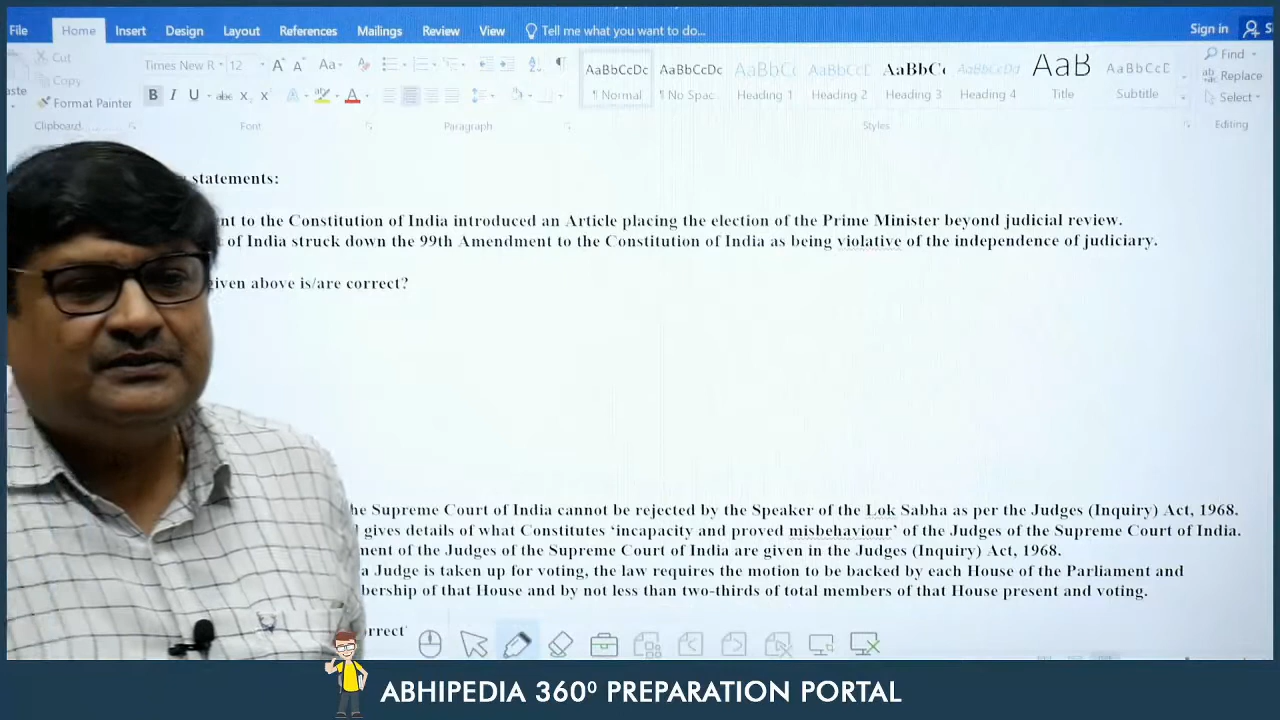 File Home Insert Design Layout References Mailings Review View Tell me what you want to do... Sign in
Cut
Copy
Format Painter
Clipboard
Times New R 12
Aa
B I U abc x x A A
Font
Paragraph
AaBbCcDc AaBbCcDc AaBbC AaBbCcE AaBbCc AaBbCcDd AaB AaBbCcE
¶ Normal ¶ No Spac... Heading 1 Heading 2 Heading 3 Heading 4 Title Subtitle
Styles
Find
Replace
Select
Editing
statements:
to the Constitution of India introduced an Article placing the election of the Prime Minister beyond judicial review.
of India struck down the 99th Amendment to the Constitution of India as being violative of the independence of judiciary.
given above is/are correct?
the Supreme Court of India cannot be rejected by the Speaker of the Lok Sabha as per the Judges (Inquiry) Act, 1968.
gives details of what Constitutes ‘incapacity and proved misbehaviour’ of the Judges of the Supreme Court of India.
of the Judges of the Supreme Court of India are given in the Judges (Inquiry) Act, 1968.
a Judge is taken up for voting, the law requires the motion to be backed by each House of the Parliament and
of that House and by not less than two-thirds of total members of that House present and voting.
ABHIPEDIA 360⁰ PREPARATION PORTAL